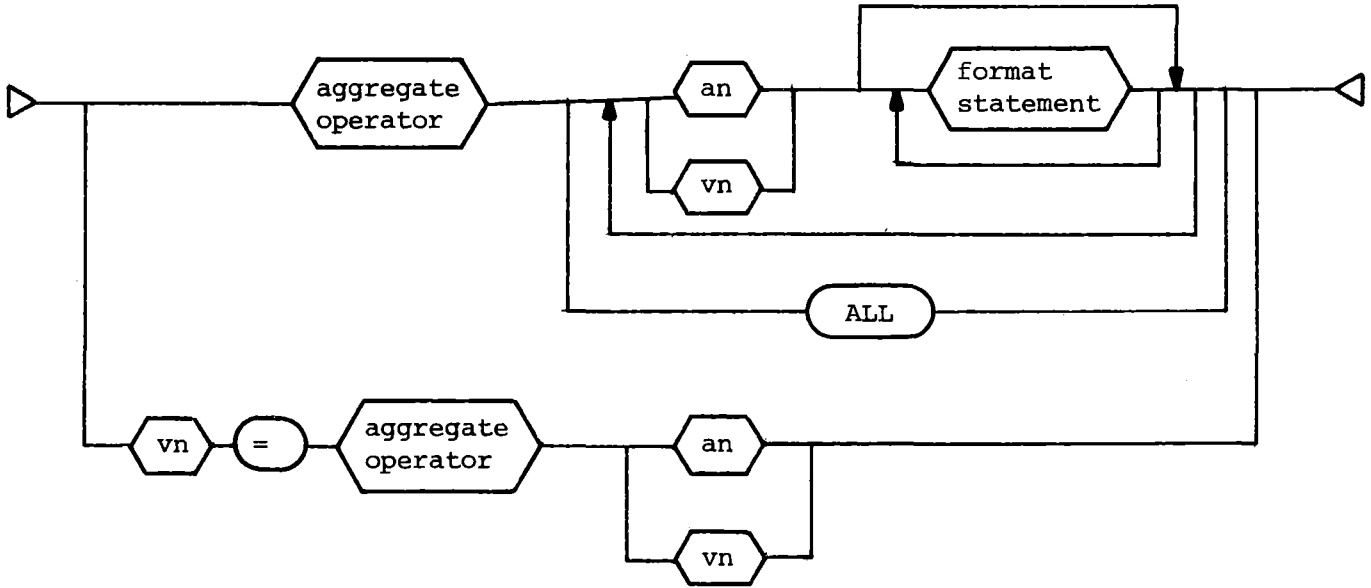 aggregate
operator
an
vn
format
statement
ALL
vn
=
aggregate
operator
an
vn